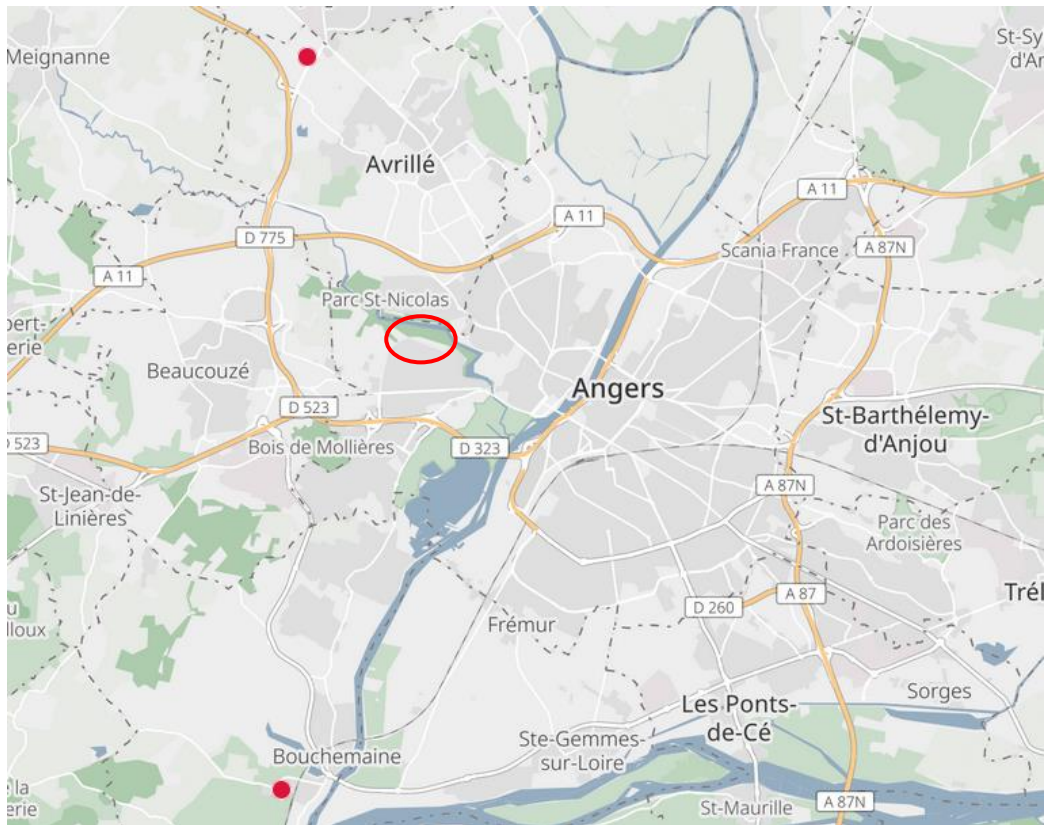 Meignanne
St-Sy
d'Ar
Avrillé
A 11
A 11
D 775
Scania France
A 87N
A 11
Parc St-Nicolas
bert-
erie
Beaucouzé
Angers
D 523
St-Barthélemy-
d'Anjou
D 523
Bois de Mollières
D 323
A 87N
St-Jean-de-
Linières
Parc des
Ardoisières
Trél
u
lloux
D 260
A 87
Frémur
Sorges
Les Ponts-
de-Cé
Ste-Gemmes-
sur-Loire
Bouchemaine
e la
erie
St-Maurille
A 87N